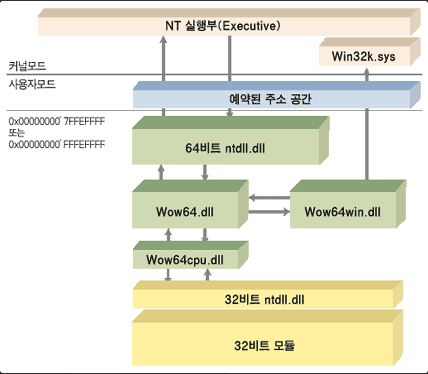 NT 실행부(Executive)
Win32k.sys
커널모드
사용자모드
예약된 주소 공간
0x00000000' 7FFEFFFF
또는
0x00000000' FFFEFFFF
64비트 ntdll.dll
Wow64.dll
Wow64win.dll
Wow64cpu.dll
32비트 ntdll.dll
32비트 모듈